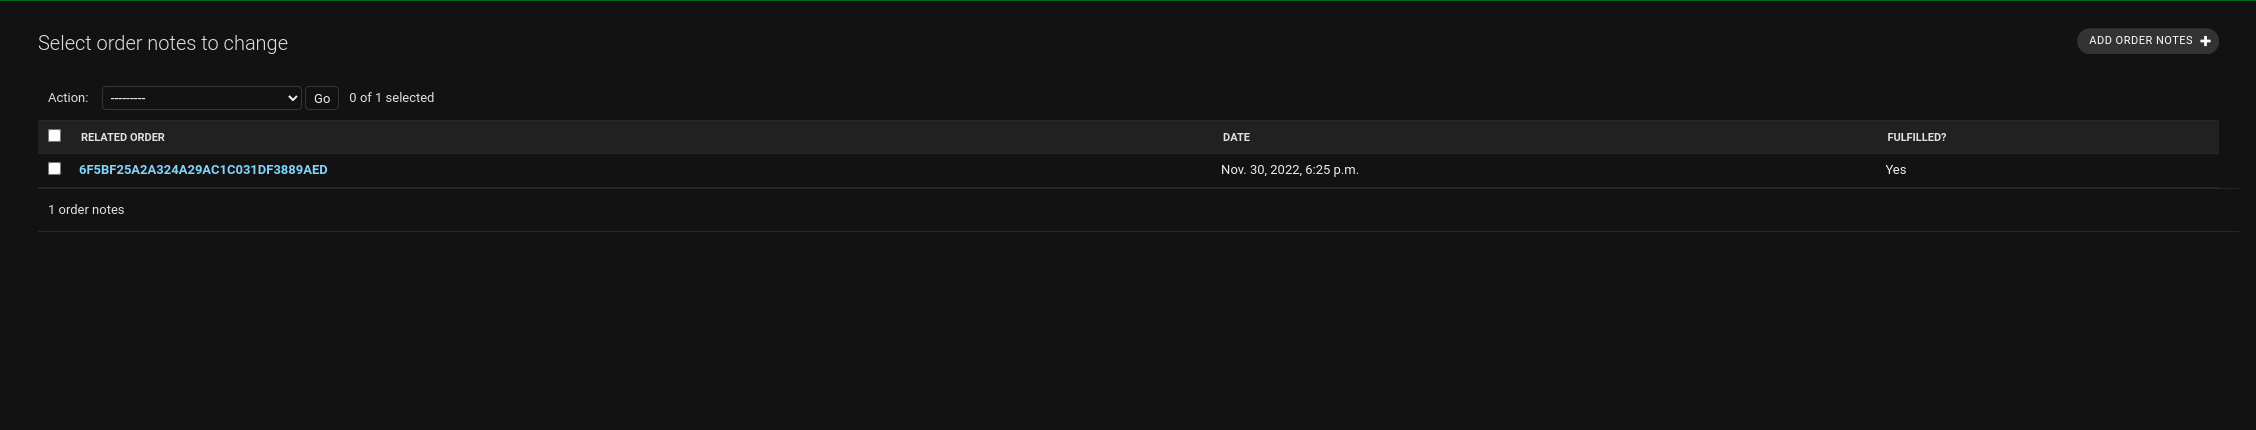 Select order notes to change
ADD ORDER NOTES +
Action: --------- Go 0 of 1 selected
RELATED ORDER DATE FULFILLED?
6F5BF25A2A324A29AC1C031DF3889AED Nov. 30, 2022, 6:25 p.m. Yes
1 order notes